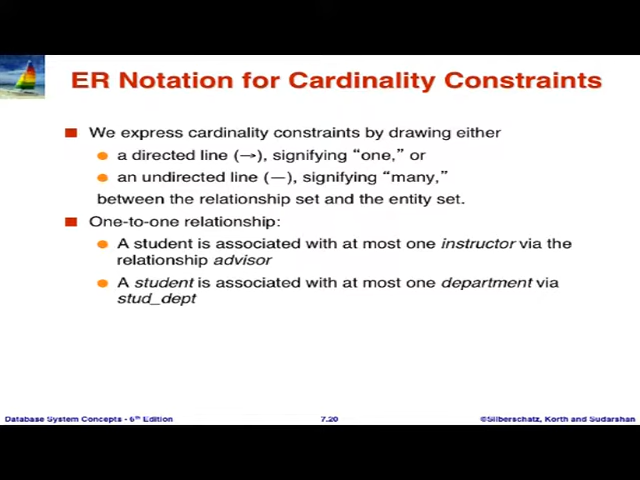 ER Notation for Cardinality Constraints
We express cardinality constraints by drawing either
a directed line (→), signifying “one,” or
an undirected line (—), signifying “many,”
between the relationship set and the entity set.
One-to-one relationship:
A student is associated with at most one instructor via the
relationship advisor
A student is associated with at most one department via
stud_dept
Database System Concepts - 6th Edition
7.20
©Silberschatz, Korth and Sudarshan